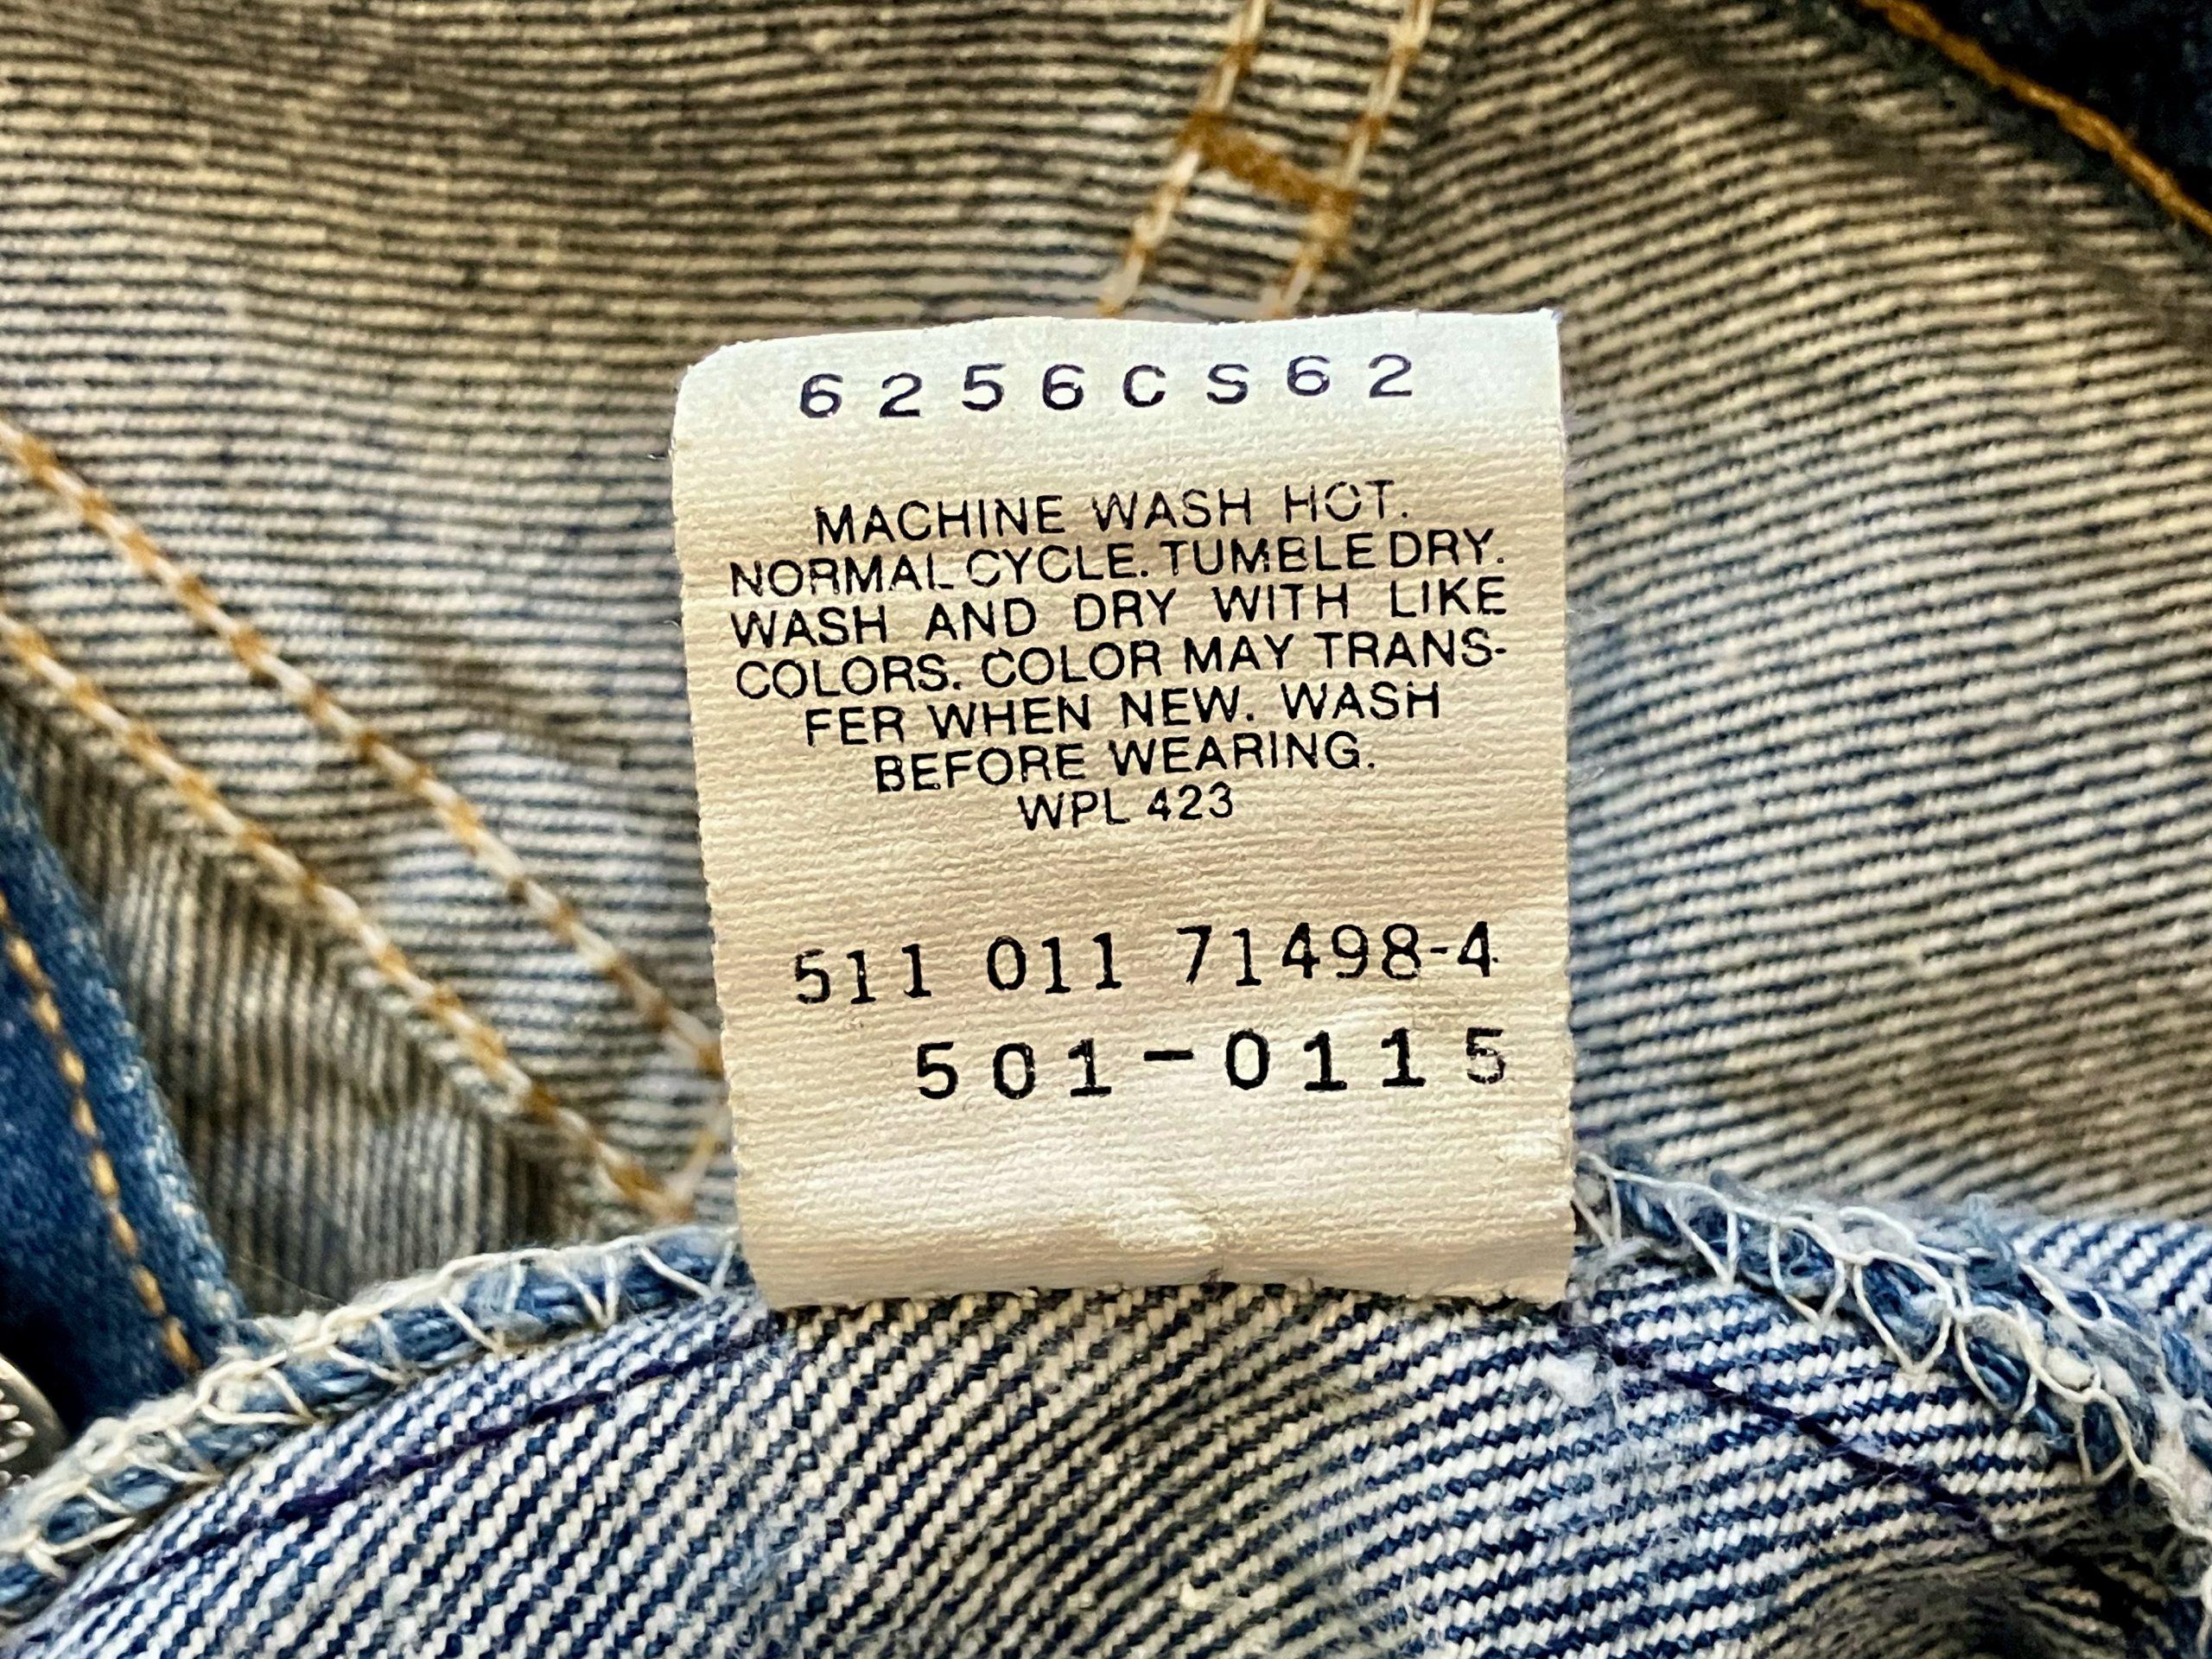 6256CS62
MACHINE WASH HOT.
NORMAL CYCLE. TUMBLE DRY.
WASH AND DRY WITH LIKE
COLORS. COLOR MAY TRANS-
FER WHEN NEW. WASH
BEFORE WEARING.
WPL 423
511 011 71498-4
501-0115